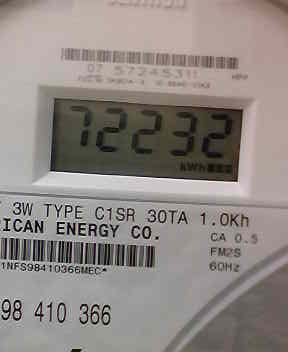 07 57245311
72232
kWh
3W TYPE C1SR 30TA 1.0Kh
RICAN ENERGY CO.
CA 0.5
FM2S
60Hz
1NFS98410366MEC*
98 410 366